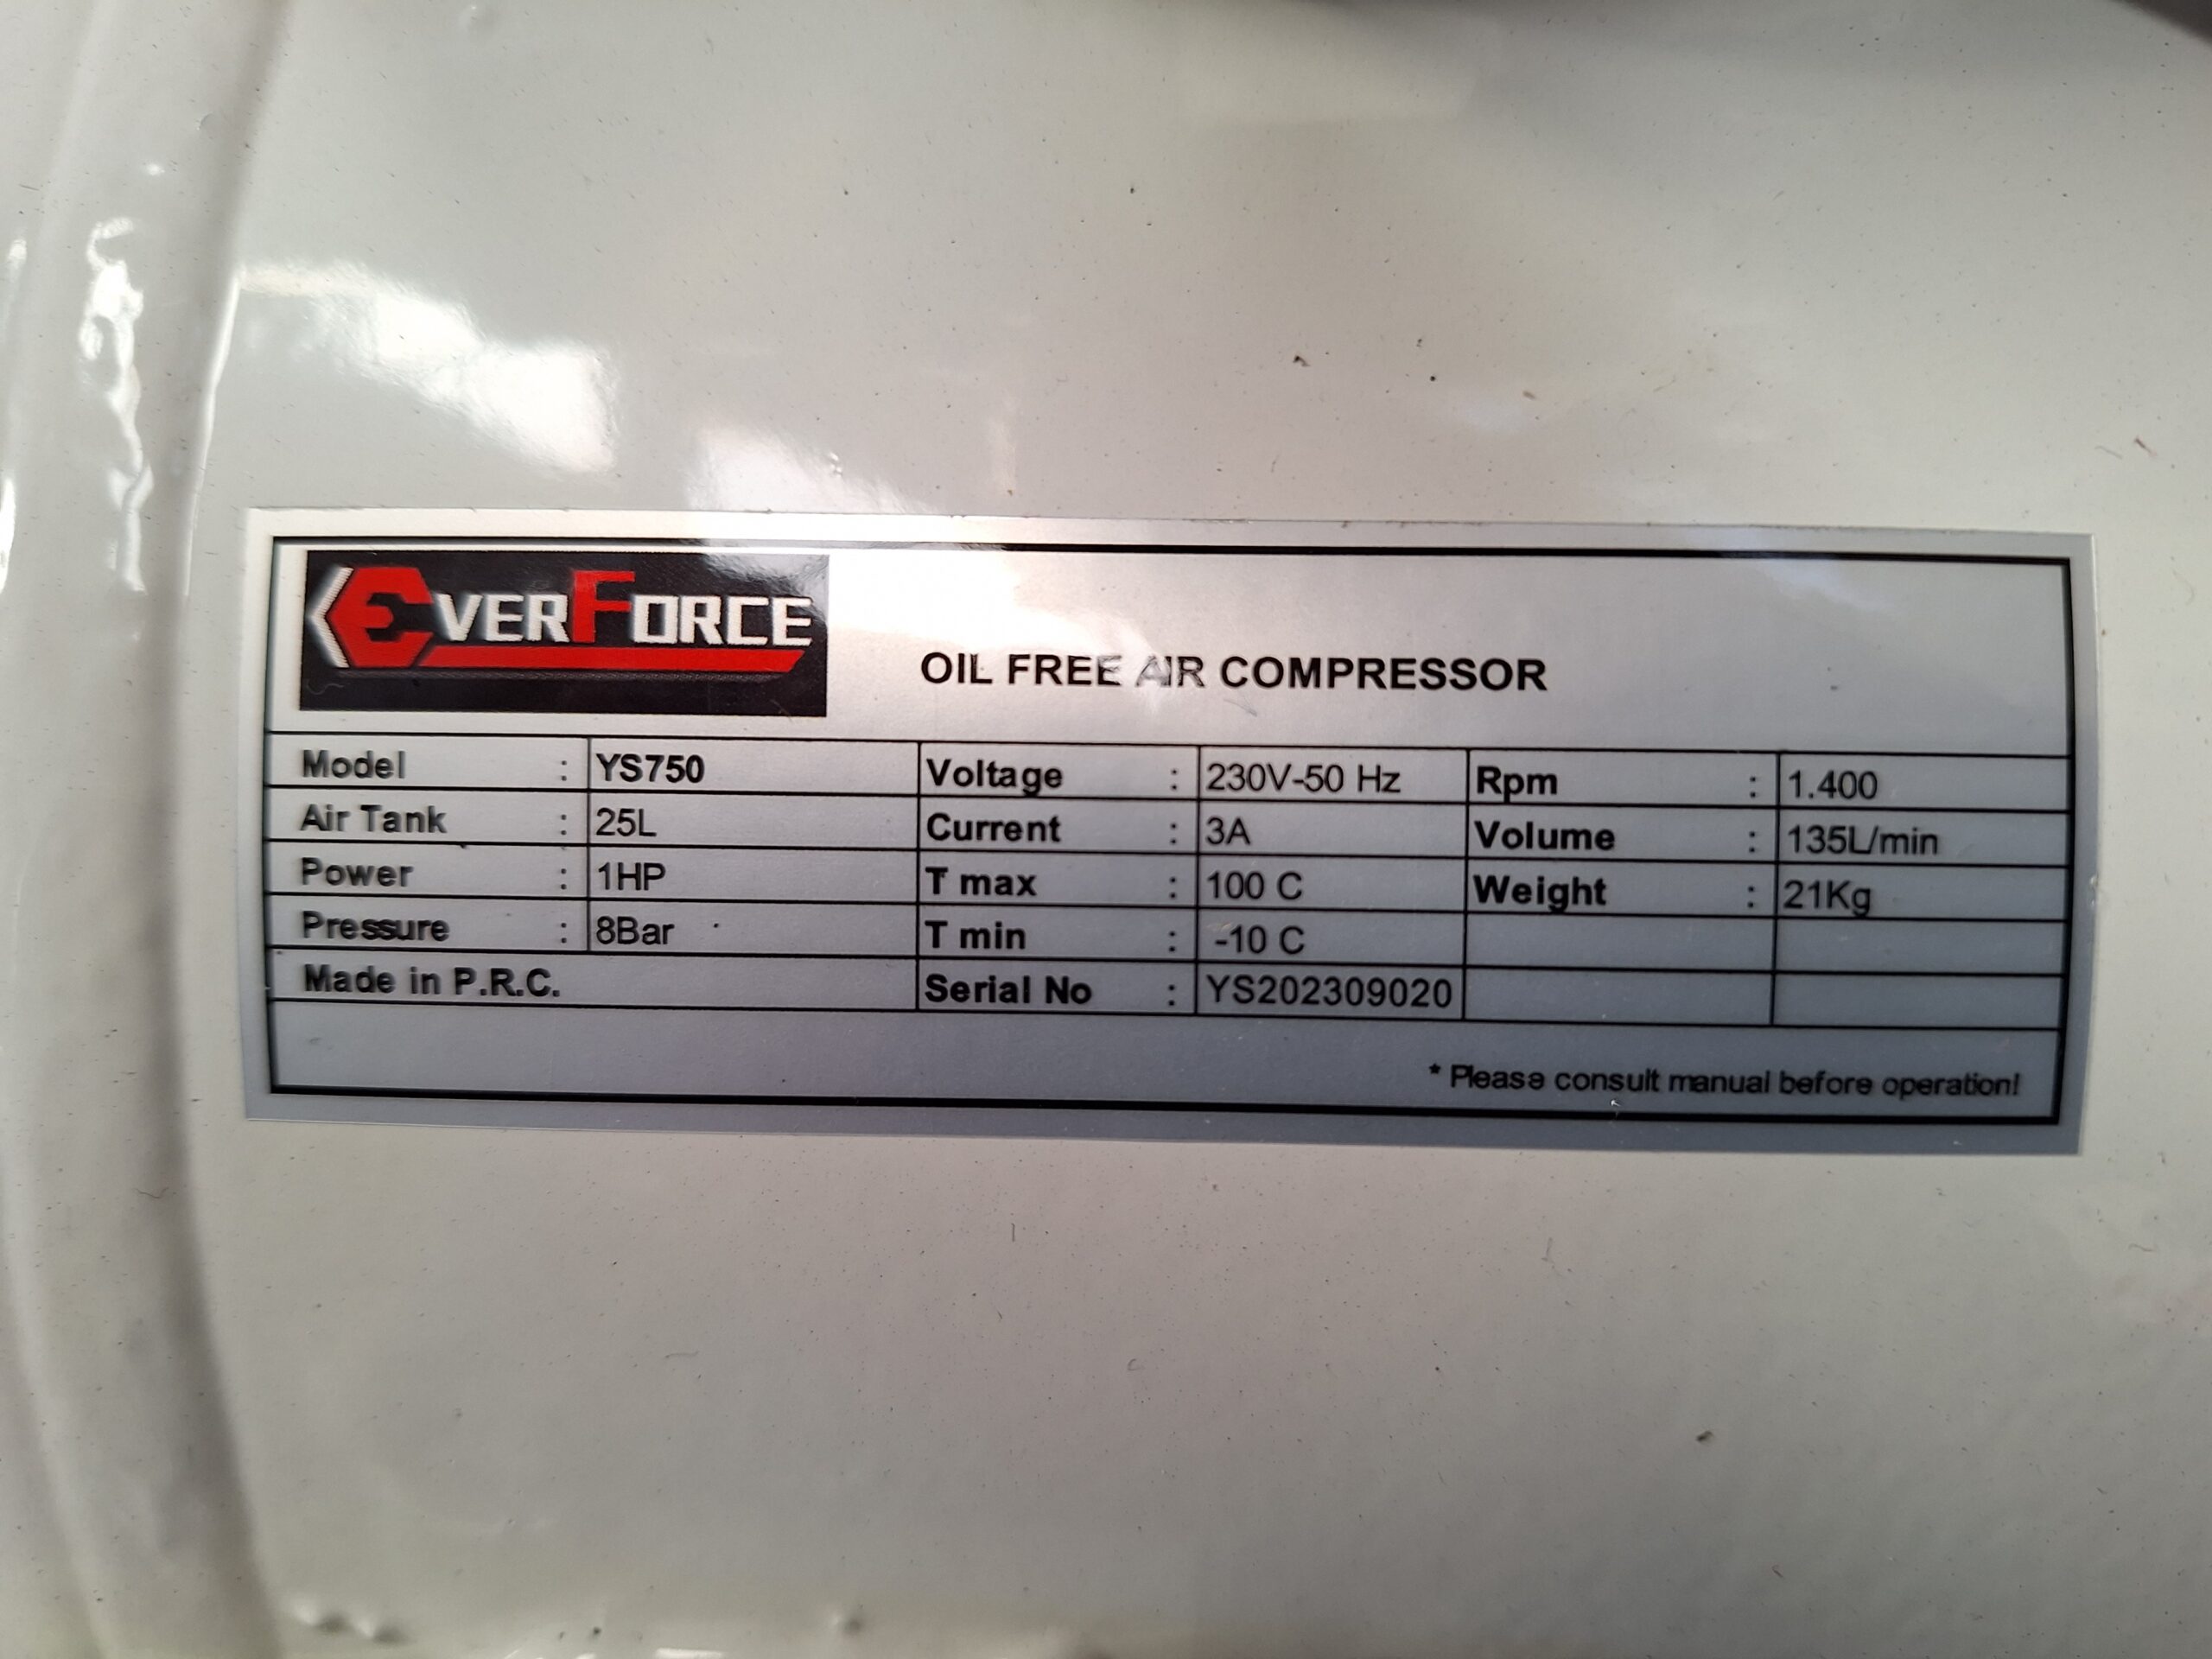 EVERFORCE
OIL FREE AIR COMPRESSOR
Model : YS750 Voltage : 230V-50 Hz Rpm : 1.400
Air Tank : 25L Current : 3A Volume : 135L/min
Power : 1HP T max : 100 C Weight : 21Kg
Pressure : 8Bar T min : -10 C
Made in P.R.C. Serial No : YS202309020
* Please consult manual before operation!